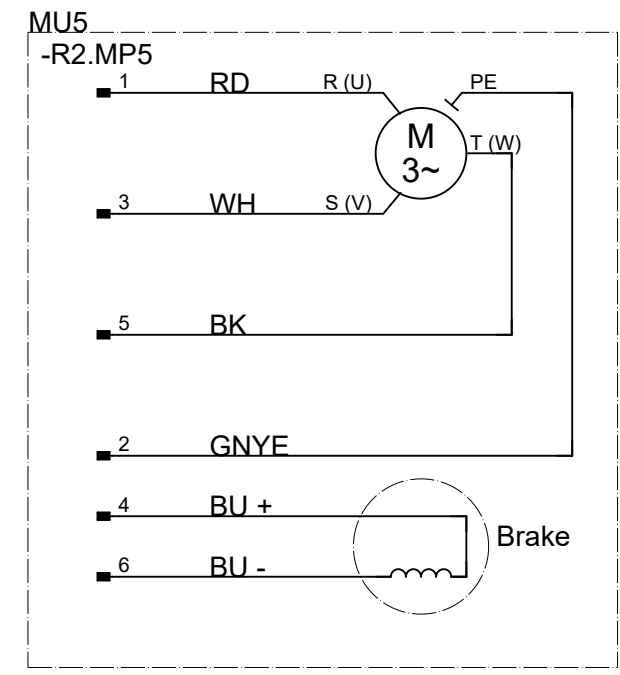 MU5
-R2.MP5
1 RD R (U) PE
M
3~
T (W)
3 WH S (V)
5 BK
2 GNYE
4 BU +
Brake
6 BU -